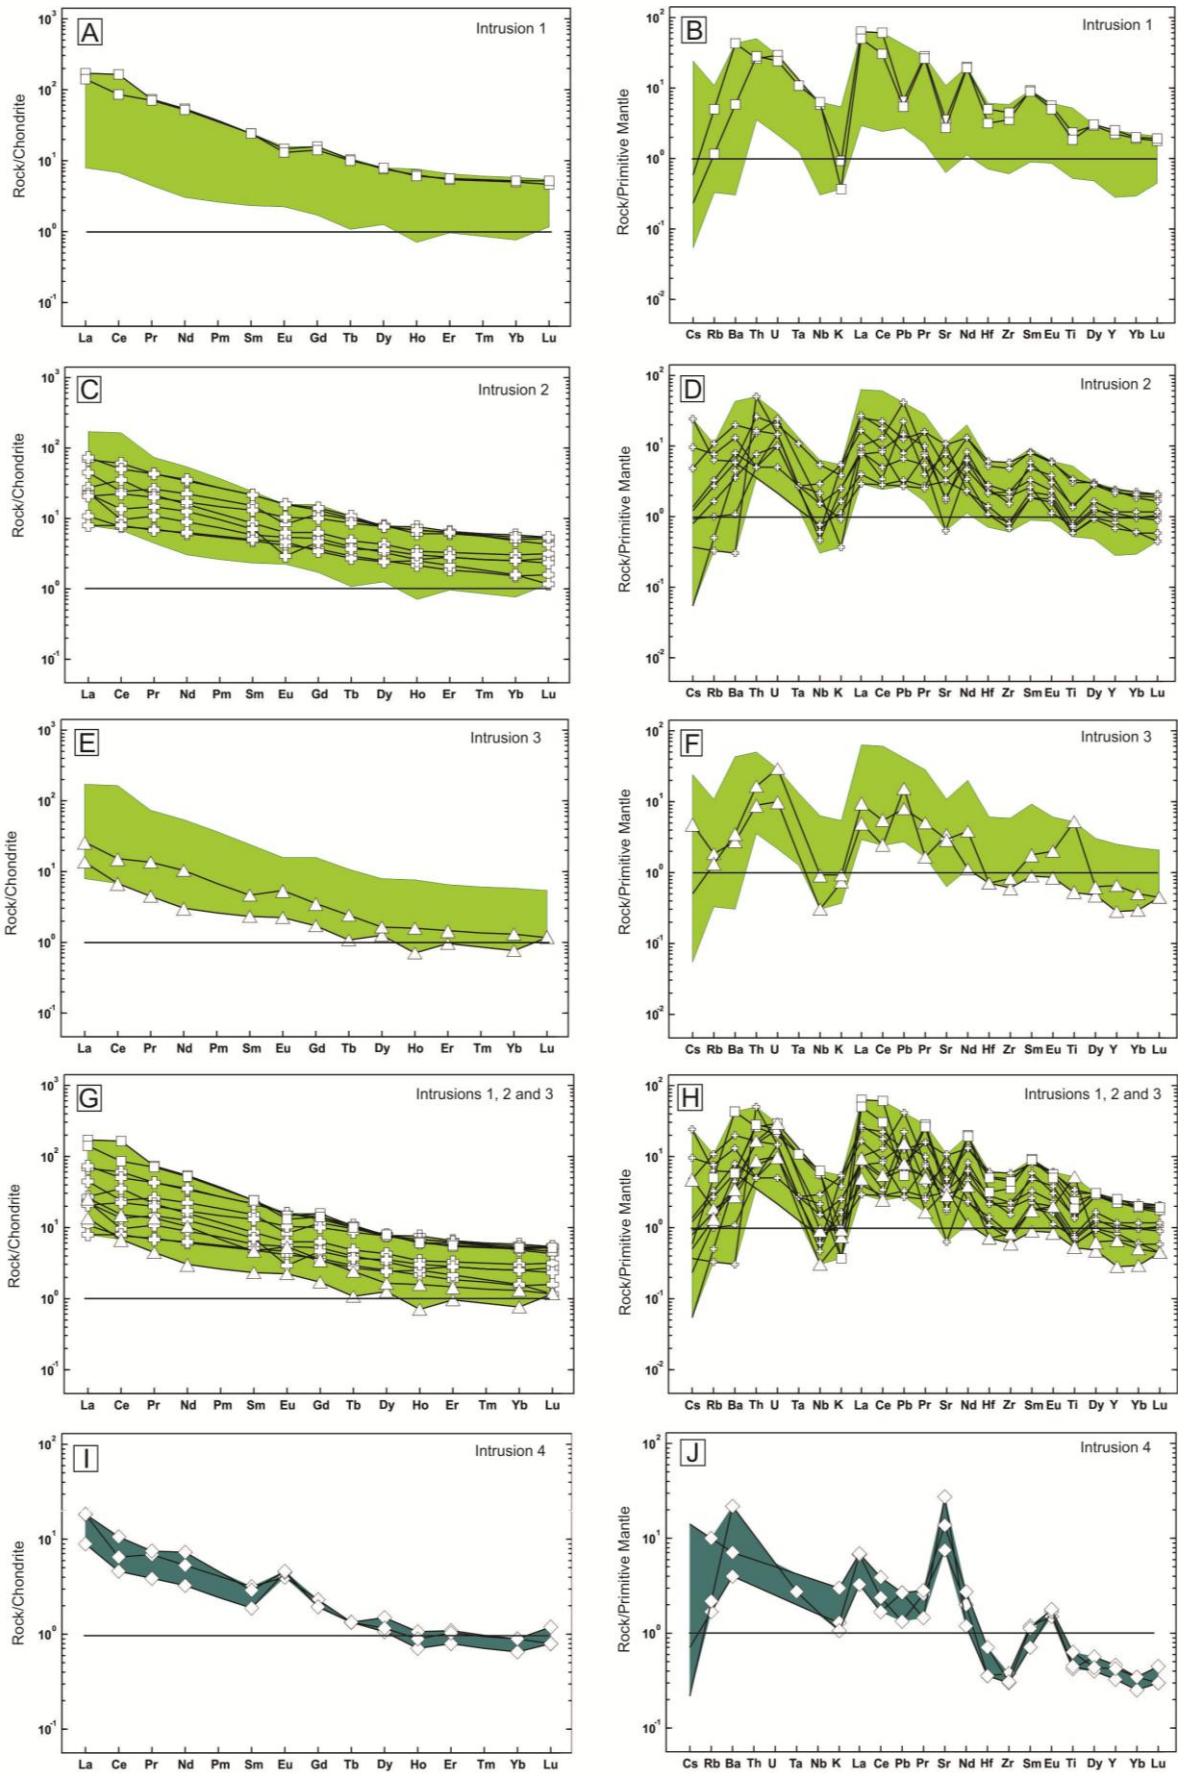 A
Intrusion 1
Rock/Chondrite
10³
10²
10¹
10⁰
10⁻¹
La Ce Pr Nd Pm Sm Eu Gd Tb Dy Ho Er Tm Yb Lu
B
Intrusion 1
Rock/Primitive Mantle
10²
10¹
10⁰
10⁻¹
10⁻²
Cs Rb Ba Th U Ta Nb K La Ce Pb Pr Sr Nd Hf Zr Sm Eu Ti Dy Y Yb Lu
C
Intrusion 2
Rock/Chondrite
10³
10²
10¹
10⁰
10⁻¹
La Ce Pr Nd Pm Sm Eu Gd Tb Dy Ho Er Tm Yb Lu
D
Intrusion 2
Rock/Primitive Mantle
10²
10¹
10⁰
10⁻¹
10⁻²
Cs Rb Ba Th U Ta Nb K La Ce Pb Pr Sr Nd Hf Zr Sm Eu Ti Dy Y Yb Lu
E
Intrusion 3
Rock/Chondrite
10³
10²
10¹
10⁰
10⁻¹
La Ce Pr Nd Pm Sm Eu Gd Tb Dy Ho Er Tm Yb Lu
F
Intrusion 3
Rock/Primitive Mantle
10²
10¹
10⁰
10⁻¹
10⁻²
Cs Rb Ba Th U Ta Nb K La Ce Pb Pr Sr Nd Hf Zr Sm Eu Ti Dy Y Yb Lu
G
Intrusions 1, 2 and 3
Rock/Chondrite
10³
10²
10¹
10⁰
10⁻¹
La Ce Pr Nd Pm Sm Eu Gd Tb Dy Ho Er Tm Yb Lu
H
Intrusions 1, 2 and 3
Rock/Primitive Mantle
10²
10¹
10⁰
10⁻¹
10⁻²
Cs Rb Ba Th U Ta Nb K La Ce Pb Pr Sr Nd Hf Zr Sm Eu Ti Dy Y Yb Lu
I
Intrusion 4
Rock/Chondrite
10²
10¹
10⁰
10⁻¹
La Ce Pr Nd Pm Sm Eu Gd Tb Dy Ho Er Tm Yb Lu
J
Intrusion 4
Rock/Primitive Mantle
10²
10¹
10⁰
10⁻¹
Cs Rb Ba Th U Ta Nb K La Ce Pb Pr Sr Nd Hf Zr Sm Eu Ti Dy Y Yb Lu